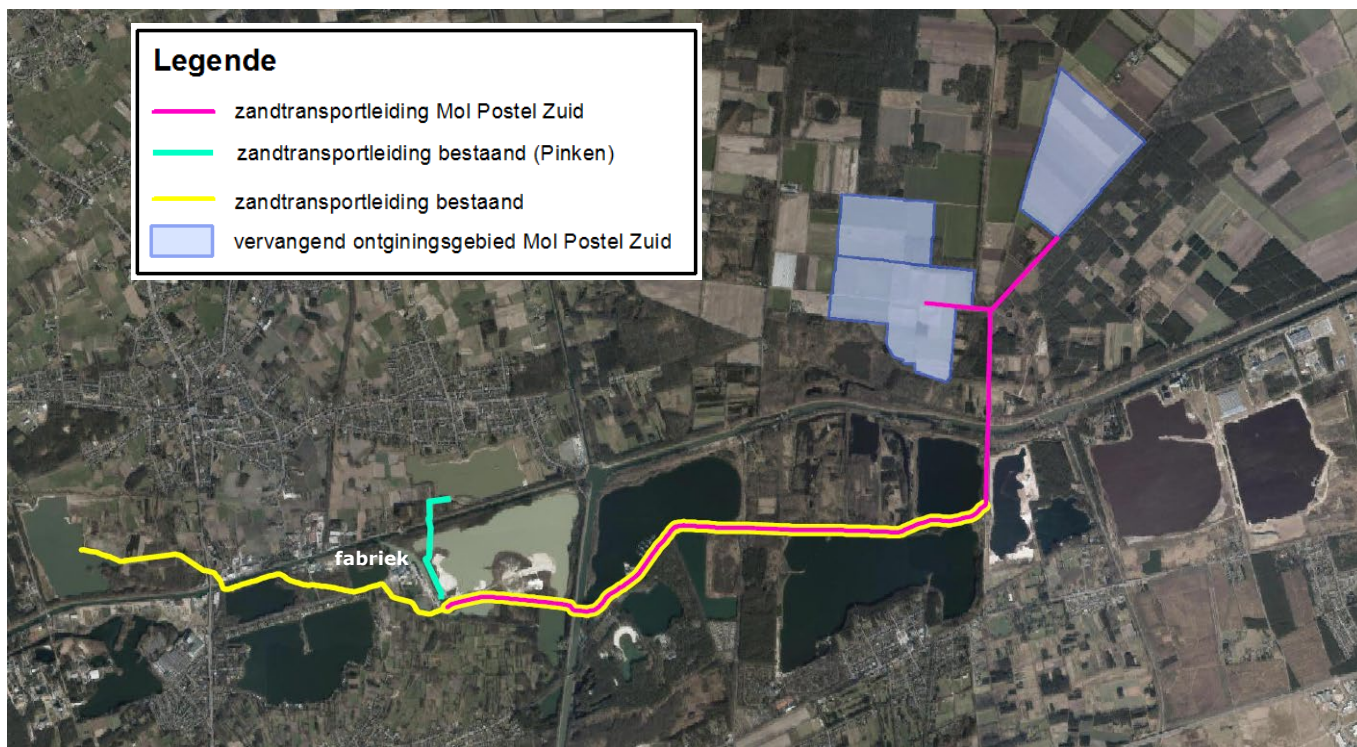 Legende
zandtransportleiding Mol Postel Zuid
zandtransportleiding bestaand (Pinken)
zandtransportleiding bestaand
vervangend ontginingsgebied Mol Postel Zuid
fabriek